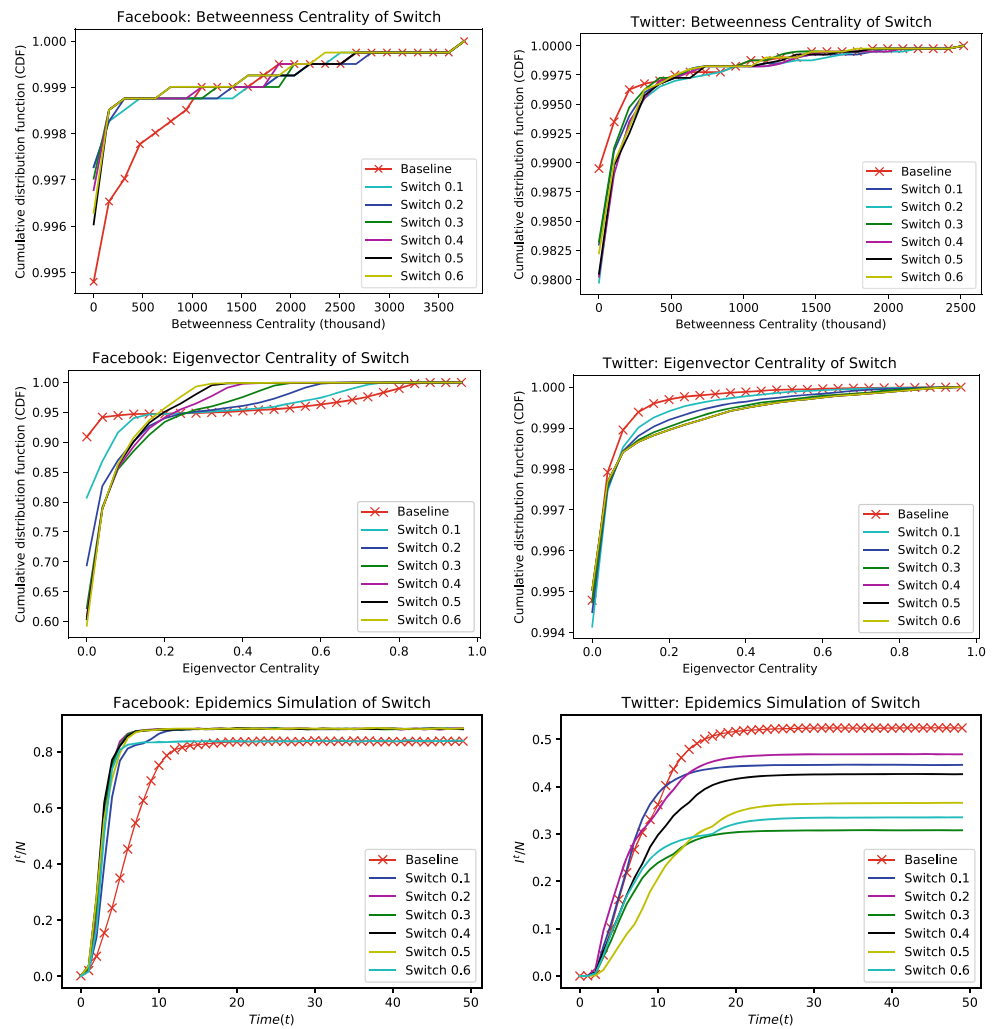 Facebook: Betweenness Centrality of Switch
1.000
0.999
0.998
0.997
0.996
0.995
Cumulative distribution function (CDF)
Baseline
Switch 0.1
Switch 0.2
Switch 0.3
Switch 0.4
Switch 0.5
Switch 0.6
0 500 1000 1500 2000 2500 3000 3500
Betweenness Centrality (thousand)
Twitter: Betweenness Centrality of Switch
1.0000
0.9975
0.9950
0.9925
0.9900
0.9875
0.9850
0.9825
0.9800
Cumulative distribution function (CDF)
Baseline
Switch 0.1
Switch 0.2
Switch 0.3
Switch 0.4
Switch 0.5
Switch 0.6
0 500 1000 1500 2000 2500
Betweenness Centrality (thousand)
Facebook: Eigenvector Centrality of Switch
1.00
0.95
0.90
0.85
0.80
0.75
0.70
0.65
0.60
Cumulative distribution function (CDF)
Baseline
Switch 0.1
Switch 0.2
Switch 0.3
Switch 0.4
Switch 0.5
Switch 0.6
0.0 0.2 0.4 0.6 0.8 1.0
Eigenvector Centrality
Twitter: Eigenvector Centrality of Switch
1.000
0.999
0.998
0.997
0.996
0.995
0.994
Cumulative distribution function (CDF)
Baseline
Switch 0.1
Switch 0.2
Switch 0.3
Switch 0.4
Switch 0.5
Switch 0.6
0.0 0.2 0.4 0.6 0.8 1.0
Eigenvector Centrality
Facebook: Epidemics Simulation of Switch
0.8
0.6
0.4
0.2
0.0
I^t/N
Baseline
Switch 0.1
Switch 0.2
Switch 0.3
Switch 0.4
Switch 0.5
Switch 0.6
0 10 20 30 40 50
Time(t)
Twitter: Epidemics Simulation of Switch
0.5
0.4
0.3
0.2
0.1
0.0
I^t/N
Baseline
Switch 0.1
Switch 0.2
Switch 0.3
Switch 0.4
Switch 0.5
Switch 0.6
0 10 20 30 40 50
Time(t)